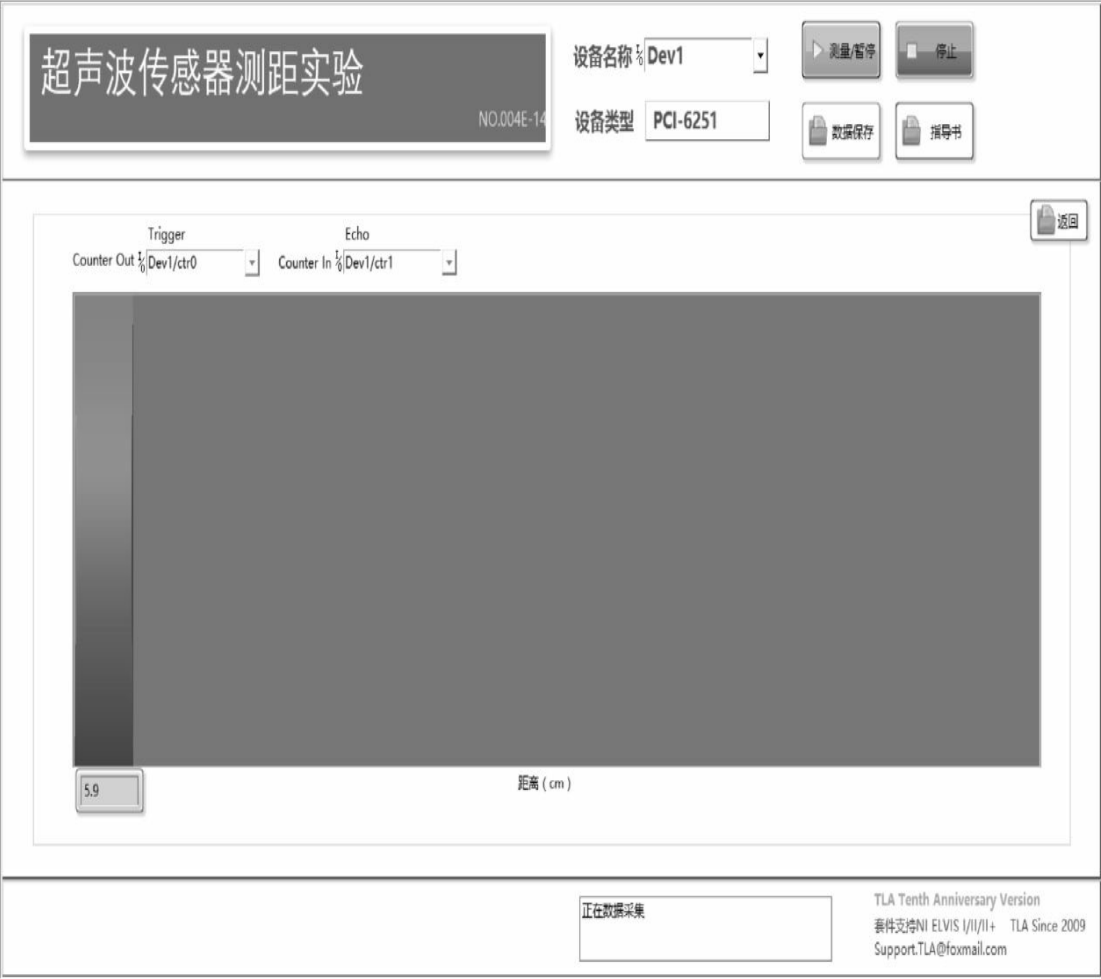 超声波传感器测距实验
NO.004E-14
设备名称 Dev1
设备类型 PCI-6251
测量/暂停
停止
数据保存
指导书
返回
Trigger
Counter Out Dev1/ctr0
Echo
Counter In Dev1/ctr1
5.9
距离 ( cm )
正在数据采集
TLA Tenth Anniversary Version
套件支持NI ELVIS I/II/II+ TLA Since 2009
Support.TLA@foxmail.com